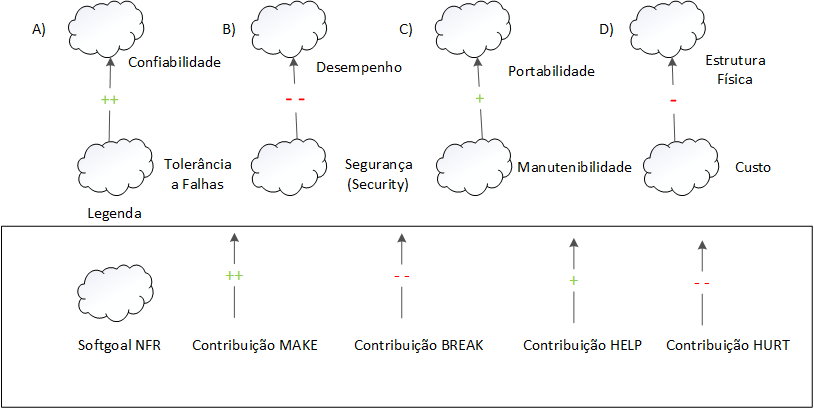 A)
Confiabilidade
++
Tolerância
a Falhas
B)
Desempenho
- -
Segurança
(Security)
C)
Portabilidade
+
Manutenibilidade
D)
Estrutura
Física
-
Custo
Legenda
++
- -
+
- -
Softgoal NFR
Contribuição MAKE
Contribuição BREAK
Contribuição HELP
Contribuição HURT